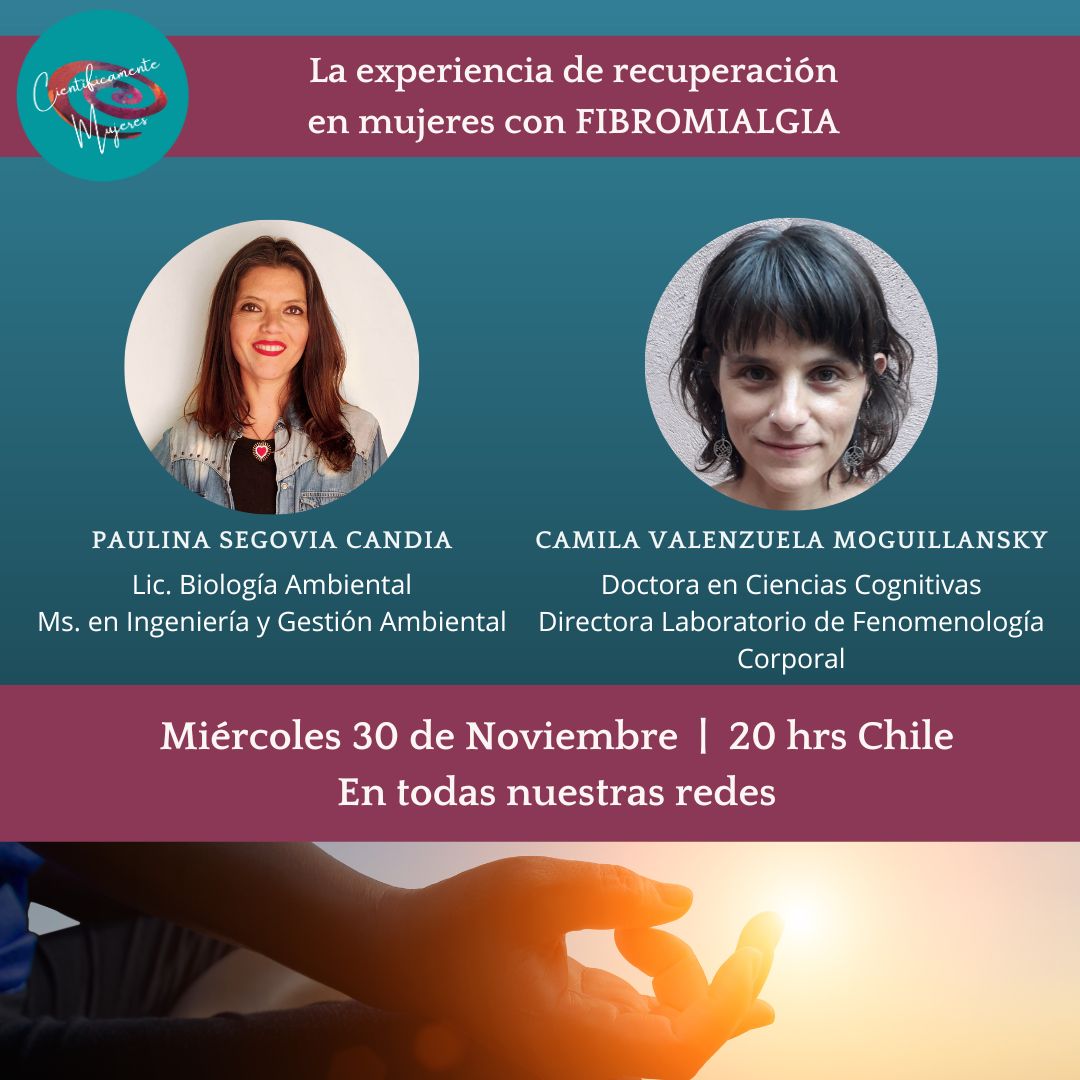 Científicamente
Mujeres
La experiencia de recuperación
en mujeres con FIBROMIALGIA
PAULINA SEGOVIA CANDIA
Lic. Biología Ambiental
Ms. en Ingeniería y Gestión Ambiental
CAMILA VALENZUELA MOGUILLANSKY
Doctora en Ciencias Cognitivas
Directora Laboratorio de Fenomenología
Corporal
Miércoles 30 de Noviembre | 20 hrs Chile
En todas nuestras redes